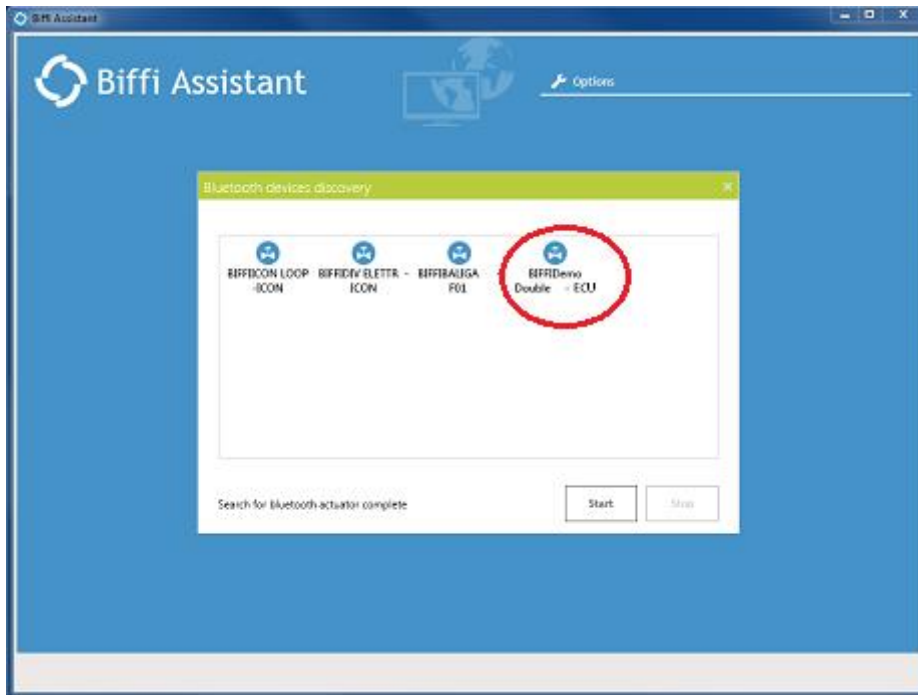 Biffi Assistant
Biffi Assistant
Options
Bluetooth devices discovery
BIFFIICON LOOP
-ICON
BIFFIDIV ELETTR -
ICON
BIFFIBALIGA -
F01
BIFFIDemo
Double - ECU
Search for bluetooth actuator complete
Start
Stop